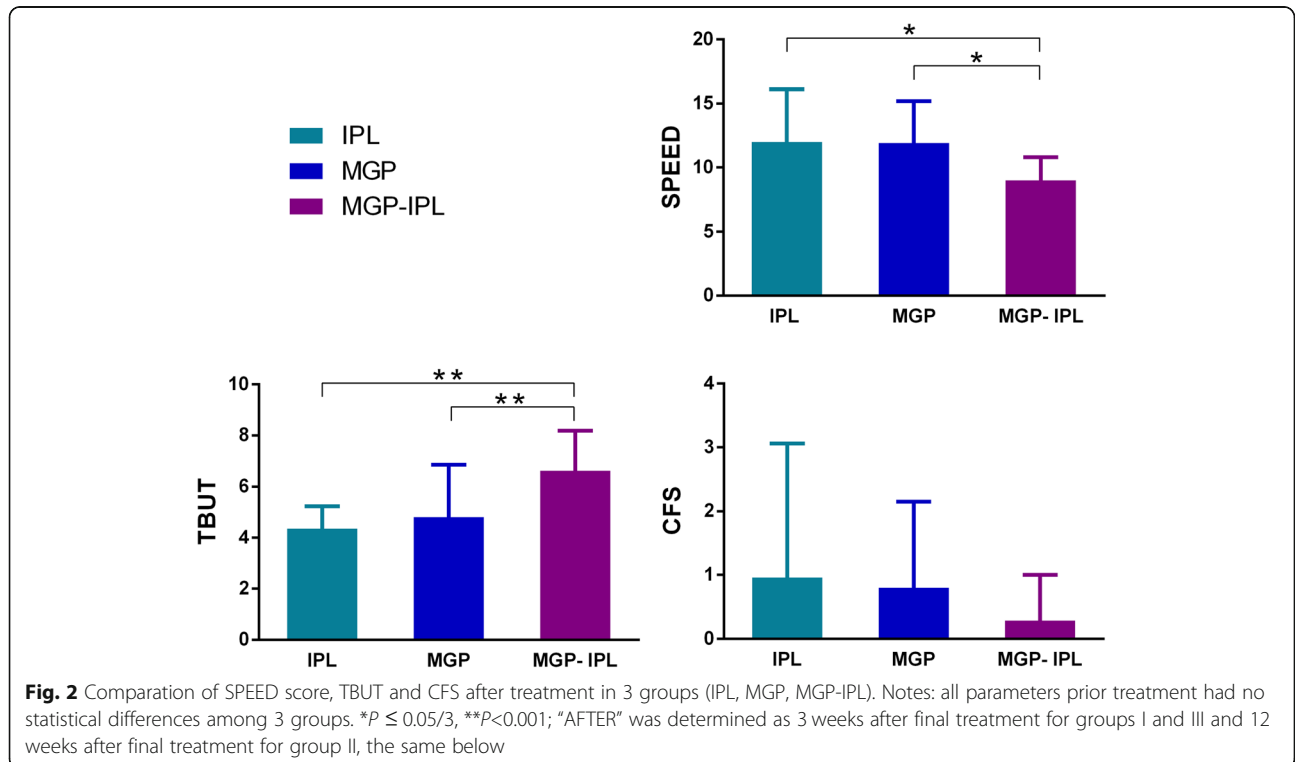 IPL
MGP
MGP-IPL
SPEED
20
15
10
5
0
*
*
IPL MGP MGP- IPL
TBUT
10
8
6
4
2
0
**
**
IPL MGP MGP- IPL
CFS
4
3
2
1
0
IPL MGP MGP- IPL
Fig. 2 Comparation of SPEED score, TBUT and CFS after treatment in 3 groups (IPL, MGP, MGP-IPL). Notes: all parameters prior treatment had no
statistical differences among 3 groups. *P ≤ 0.05/3, **P<0.001; “AFTER” was determined as 3 weeks after final treatment for groups I and III and 12
weeks after final treatment for group II, the same below